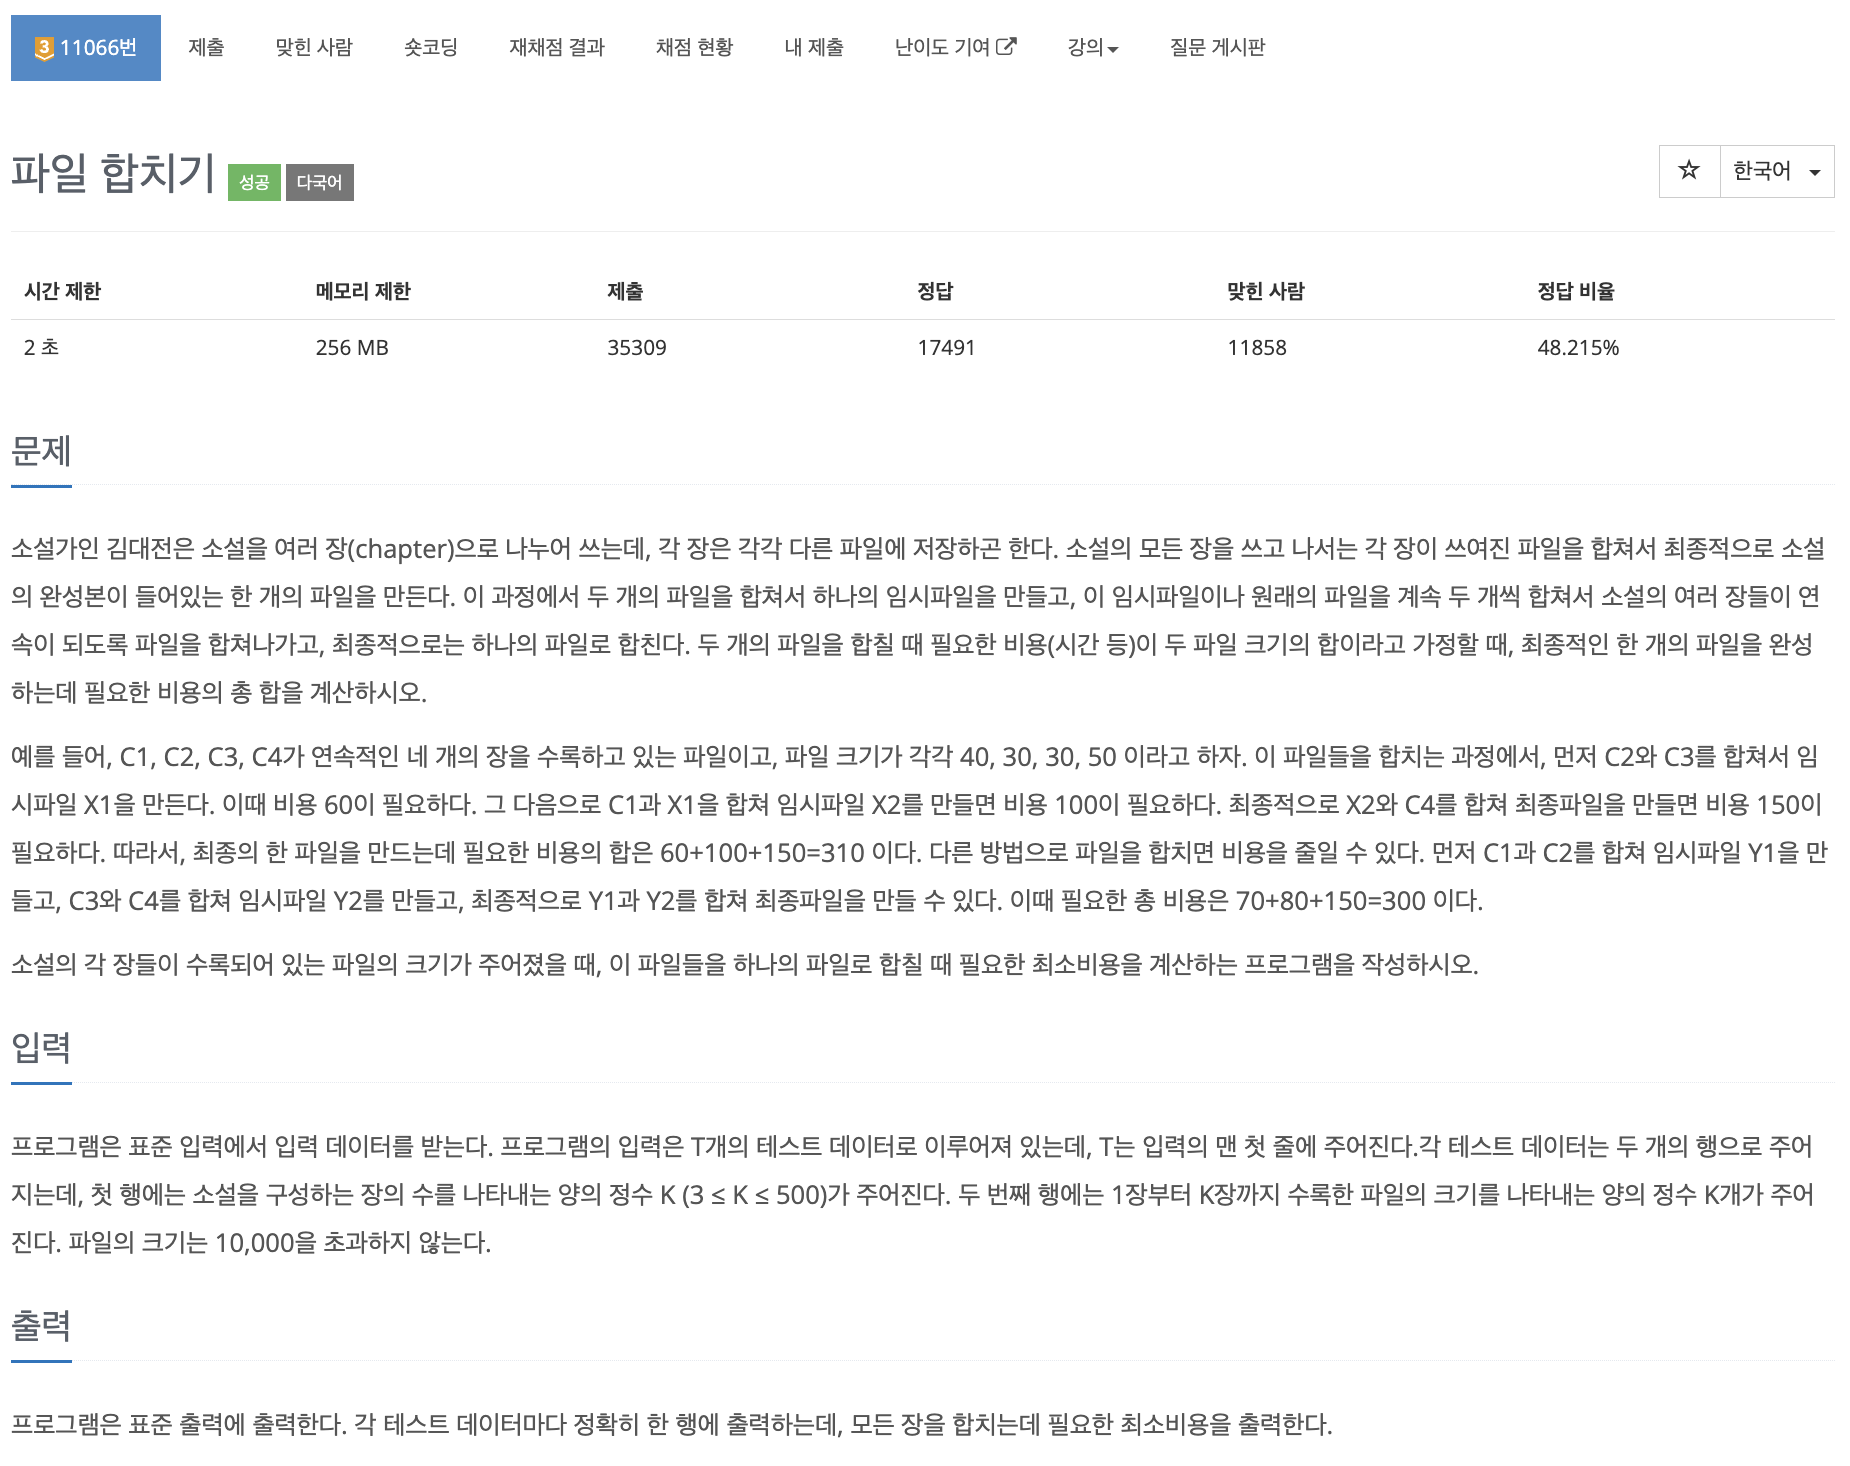 3 11066번 제출 맞힌 사람 숏코딩 재채점 결과 채점 현황 내 제출 난이도 기여 강의 질문 게시판
파일 합치기 성공 다국어 ☆ 한국어
시간 제한 메모리 제한 제출 정답 맞힌 사람 정답 비율
2 초 256 MB 35309 17491 11858 48.215%
문제
소설가인 김대전은 소설을 여러 장(chapter)으로 나누어 쓰는데, 각 장은 각각 다른 파일에 저장하곤 한다. 소설의 모든 장을 쓰고 나서는 각 장이 쓰여진 파일을 합쳐서 최종적으로 소설
의 완성본이 들어있는 한 개의 파일을 만든다. 이 과정에서 두 개의 파일을 합쳐서 하나의 임시파일을 만들고, 이 임시파일이나 원래의 파일을 계속 두 개씩 합쳐서 소설의 여러 장들이 연
속이 되도록 파일을 합쳐나가고, 최종적으로는 하나의 파일로 합친다. 두 개의 파일을 합칠 때 필요한 비용(시간 등)이 두 파일 크기의 합이라고 가정할 때, 최종적인 한 개의 파일을 완성
하는데 필요한 비용의 총 합을 계산하시오.
예를 들어, C1, C2, C3, C4가 연속적인 네 개의 장을 수록하고 있는 파일이고, 파일 크기가 각각 40, 30, 30, 50 이라고 하자. 이 파일들을 합치는 과정에서, 먼저 C2와 C3를 합쳐서 임
시파일 X1을 만든다. 이때 비용 60이 필요하다. 그 다음으로 C1과 X1을 합쳐 임시파일 X2를 만들면 비용 100이 필요하다. 최종적으로 X2와 C4를 합쳐 최종파일을 만들면 비용 150이
필요하다. 따라서, 최종의 한 파일을 만드는데 필요한 비용의 합은 60+100+150=310 이다. 다른 방법으로 파일을 합치면 비용을 줄일 수 있다. 먼저 C1과 C2를 합쳐 임시파일 Y1을 만
들고, C3와 C4를 합쳐 임시파일 Y2를 만들고, 최종적으로 Y1과 Y2를 합쳐 최종파일을 만들 수 있다. 이때 필요한 총 비용은 70+80+150=300 이다.
소설의 각 장들이 수록되어 있는 파일의 크기가 주어졌을 때, 이 파일들을 하나의 파일로 합칠 때 필요한 최소비용을 계산하는 프로그램을 작성하시오.
입력
프로그램은 표준 입력에서 입력 데이터를 받는다. 프로그램의 입력은 T개의 테스트 데이터로 이루어져 있는데, T는 입력의 맨 첫 줄에 주어진다.각 테스트 데이터는 두 개의 행으로 주어
지는데, 첫 행에는 소설을 구성하는 장의 수를 나타내는 양의 정수 K (3 ≤ K ≤ 500)가 주어진다. 두 번째 행에는 1장부터 K장까지 수록한 파일의 크기를 나타내는 양의 정수 K개가 주어
진다. 파일의 크기는 10,000을 초과하지 않는다.
출력
프로그램은 표준 출력에 출력한다. 각 테스트 데이터마다 정확히 한 행에 출력하는데, 모든 장을 합치는데 필요한 최소비용을 출력한다.